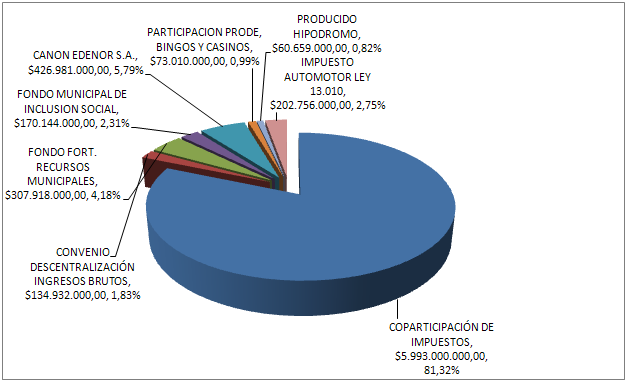 PARTICIPACION PRODE,
BINGOS Y CASINOS,
$73.010.000,00, 0,99%
PRODUCIDO
HIPODROMO,
$60.659.000,00, 0,82%
IMPUESTO
AUTOMOTOR LEY
13.010,
$202.756.000,00, 2,75%
CANON EDENOR S.A.,
$426.981.000,00, 5,79%
FONDO MUNICIPAL DE
INCLUSION SOCIAL,
$170.144.000,00, 2,31%
FONDO FORT.
RECURSOS
MUNICIPALES,
$307.918.000,00, 4,18%
CONVENIO
DESCENTRALIZACIÓN
INGRESOS BRUTOS,
$134.932.000,00, 1,83%
COPARTICIPACIÓN DE
IMPUESTOS,
$5.993.000.000,00,
81,32%